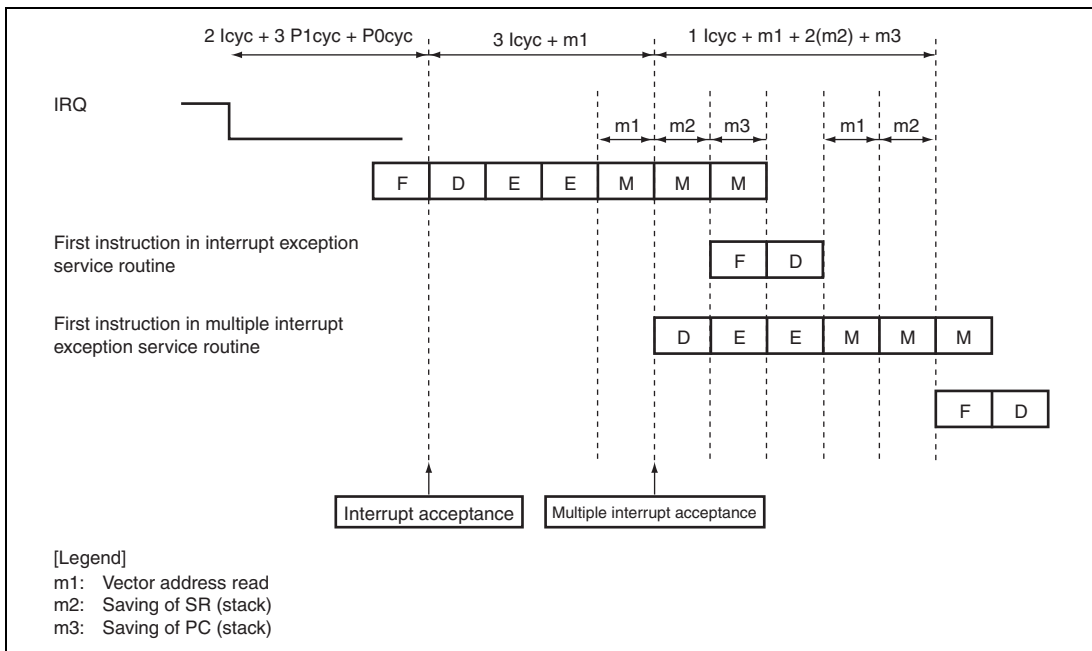 2 Icyc + 3 P1cyc + P0cyc 3 Icyc + m1 1 Icyc + m1 + 2(m2) + m3
IRQ
m1 m2 m3 m1 m2
F D E E M M M
First instruction in interrupt exception
service routine
F D
First instruction in multiple interrupt
exception service routine
D E E M M M
F D
Interrupt acceptance Multiple interrupt acceptance
[Legend]
m1: Vector address read
m2: Saving of SR (stack)
m3: Saving of PC (stack)